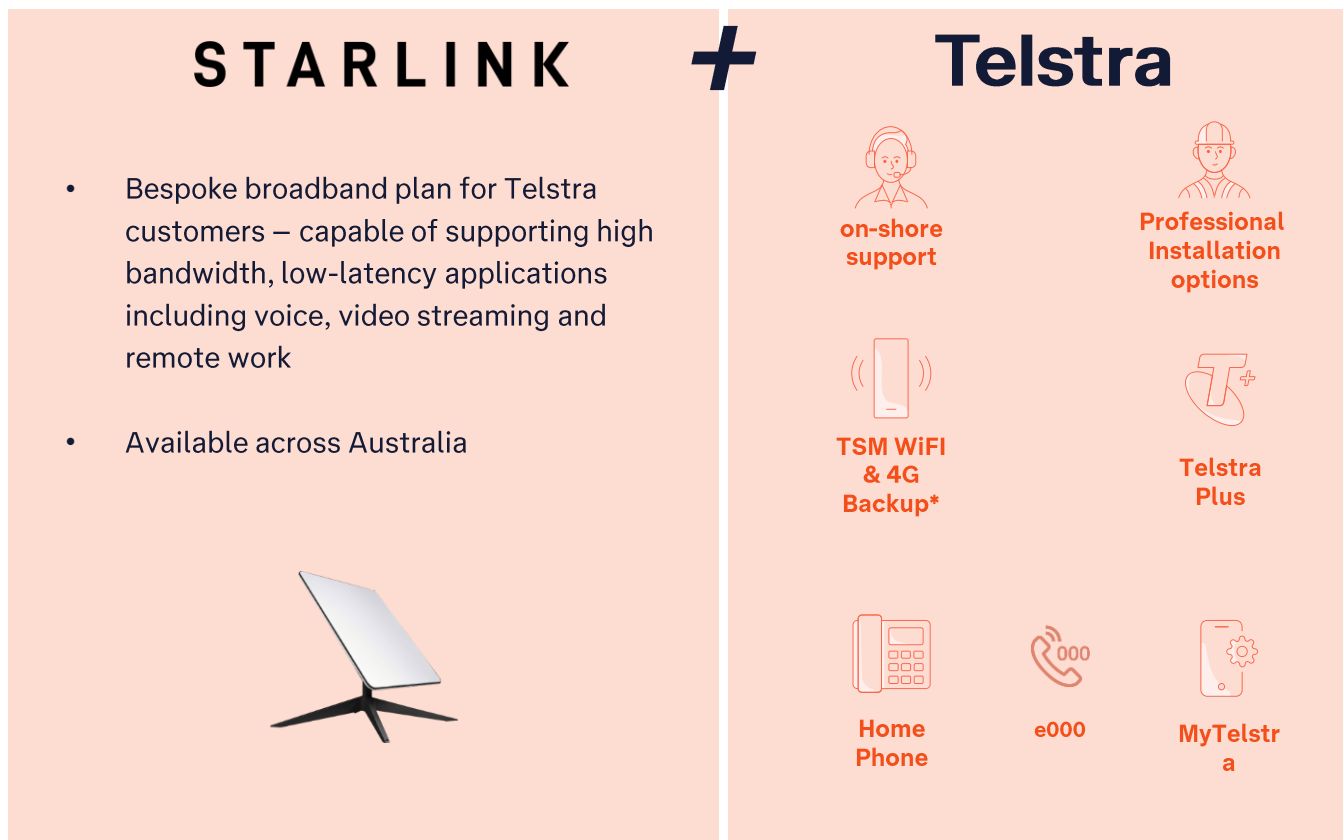 STARLINK
+
Telstra
• Bespoke broadband plan for Telstra
customers – capable of supporting high
bandwidth, low-latency applications
including voice, video streaming and
remote work
• Available across Australia
on-shore
support
Professional
Installation
options
TSM WiFI
& 4G
Backup*
T+
Telstra
Plus
Home
Phone
000
e000
MyTelstr
a